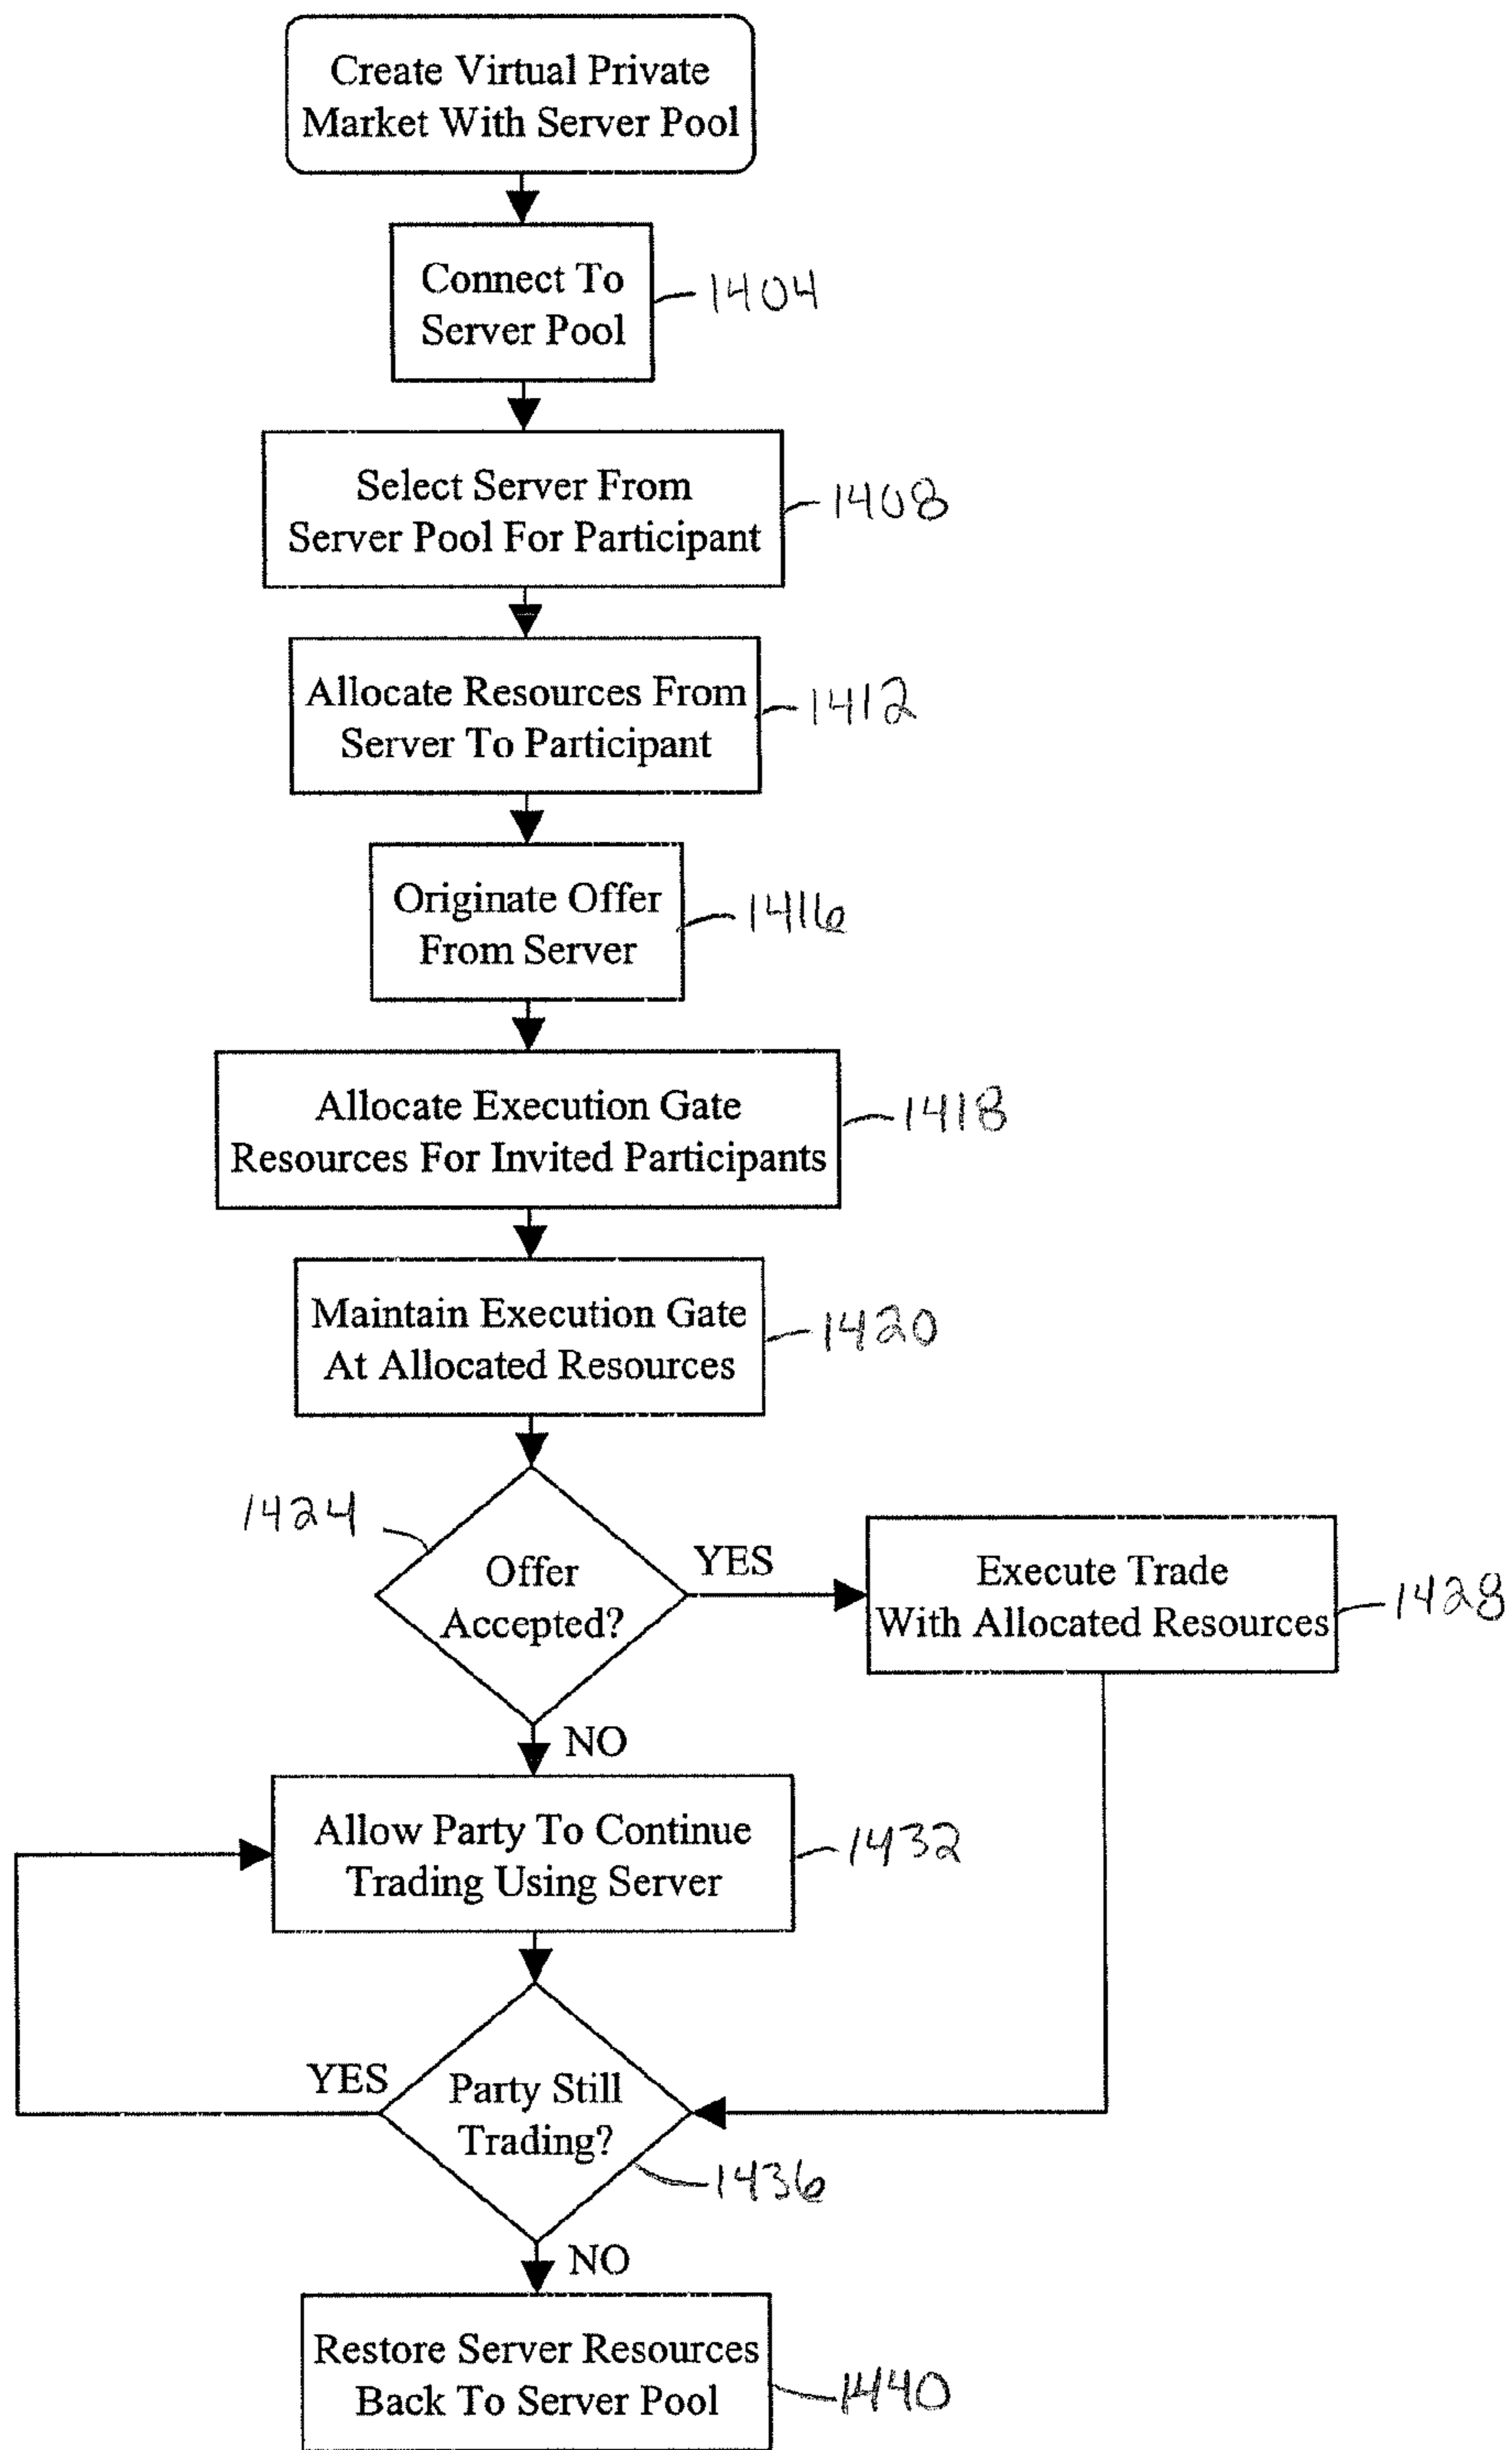 Create Virtual Private
Market With Server Pool
Connect To
Server Pool
1404
Select Server From
Server Pool For Participant
1408
Allocate Resources From
Server To Participant
1412
Originate Offer
From Server
1416
Allocate Execution Gate
Resources For Invited Participants
1418
Maintain Execution Gate
At Allocated Resources
1420
1424
Offer
Accepted?
YES
Execute Trade
With Allocated Resources
1428
NO
Allow Party To Continue
Trading Using Server
1432
YES
Party Still
Trading?
1436
NO
Restore Server Resources
Back To Server Pool
1440